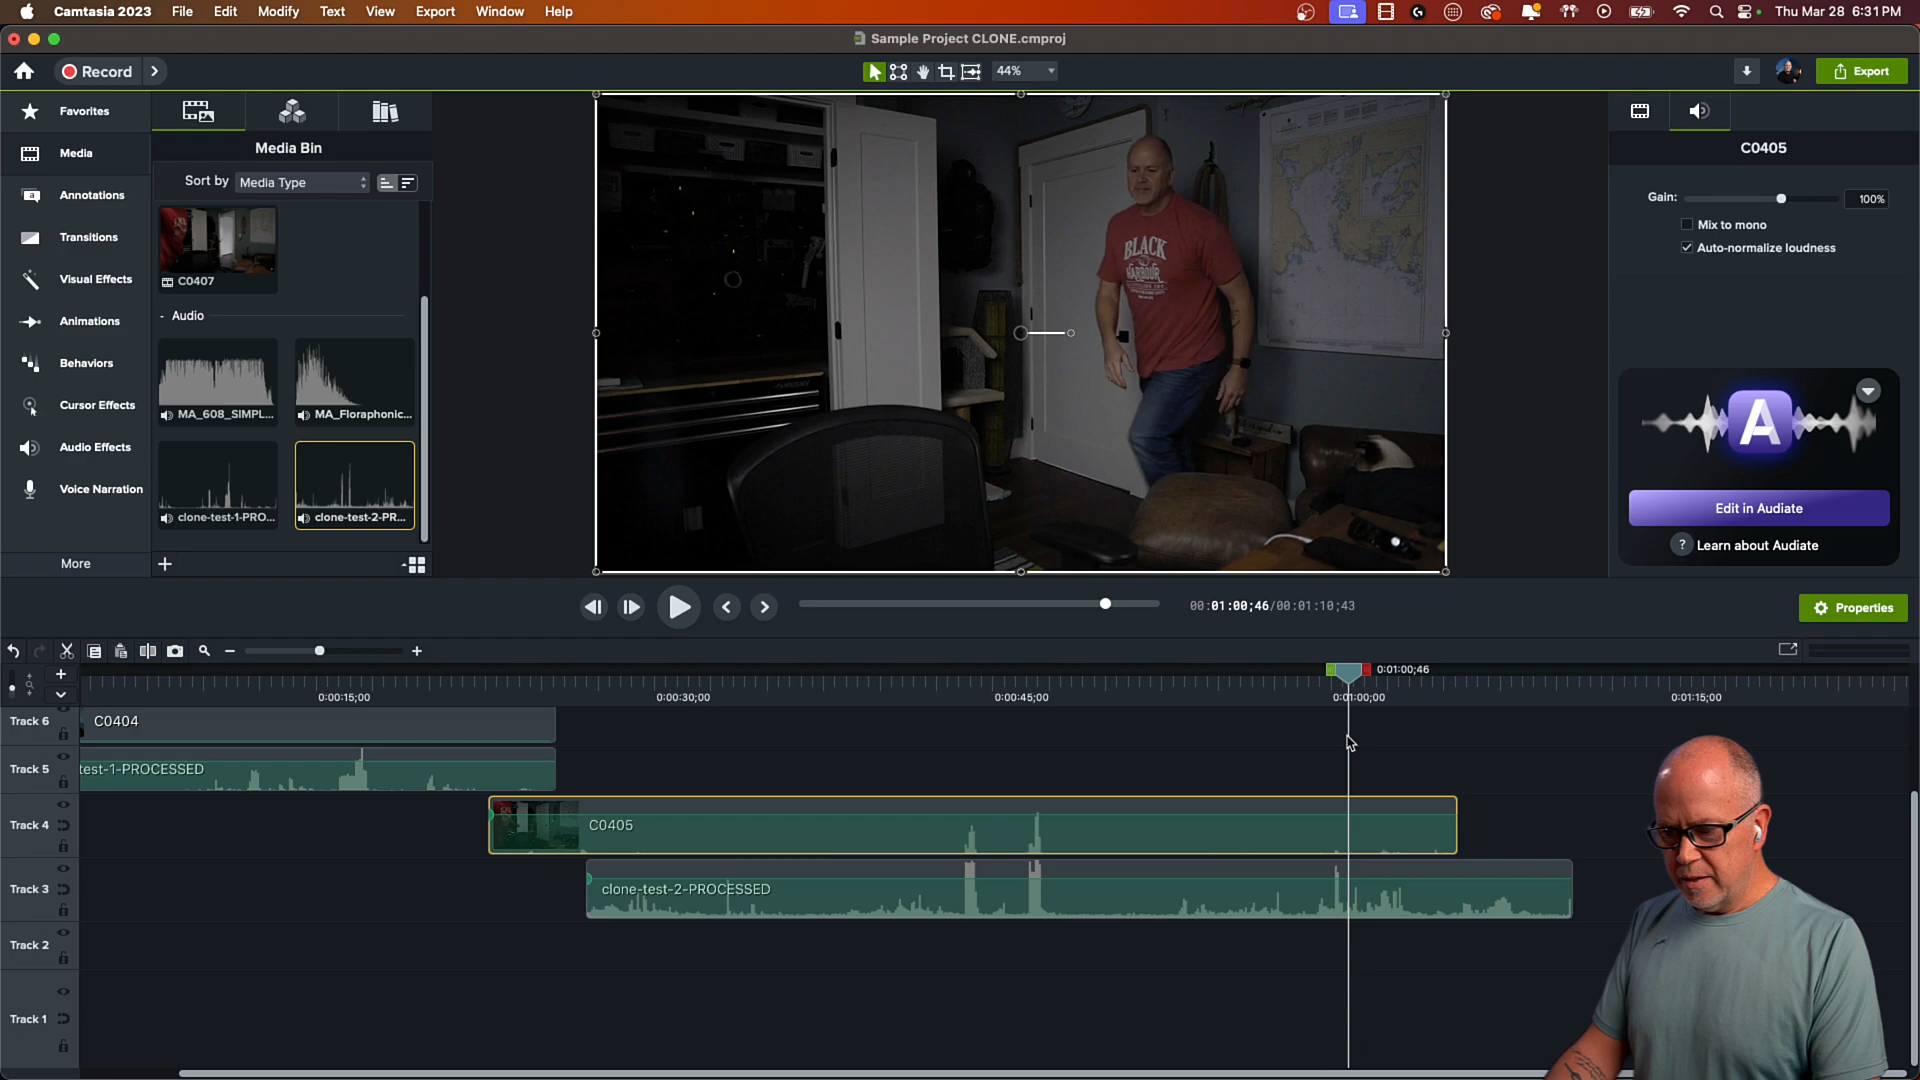 Camtasia 2023 File Edit Modify Text View Export Window Help
Thu Mar 28 6:31 PM
Sample Project CLONE.cmproj
Record
44%
Export
Favorites
Media
Annotations
Transitions
Visual Effects
Animations
Behaviors
Cursor Effects
Audio Effects
Voice Narration
More
Media Bin
Sort by Media Type
C0407
- Audio
MA_608_SIMPL...
MA_Floraphonic...
clone-test-1-PRO...
clone-test-2-PR...
BLACK
HARBOUR
HUSKY
C0405
Gain: 100%
Mix to mono
Auto-normalize loudness
A
Edit in Audiate
? Learn about Audiate
00:01:00;46/00:01:10;43
Properties
0:01:00;46
0:00:15;00
0:00:30;00
0:00:45;00
0:01:00;00
0:01:15;00
Track 6
C0404
Track 5
test-1-PROCESSED
Track 4
C0405
Track 3
clone-test-2-PROCESSED
Track 2
Track 1